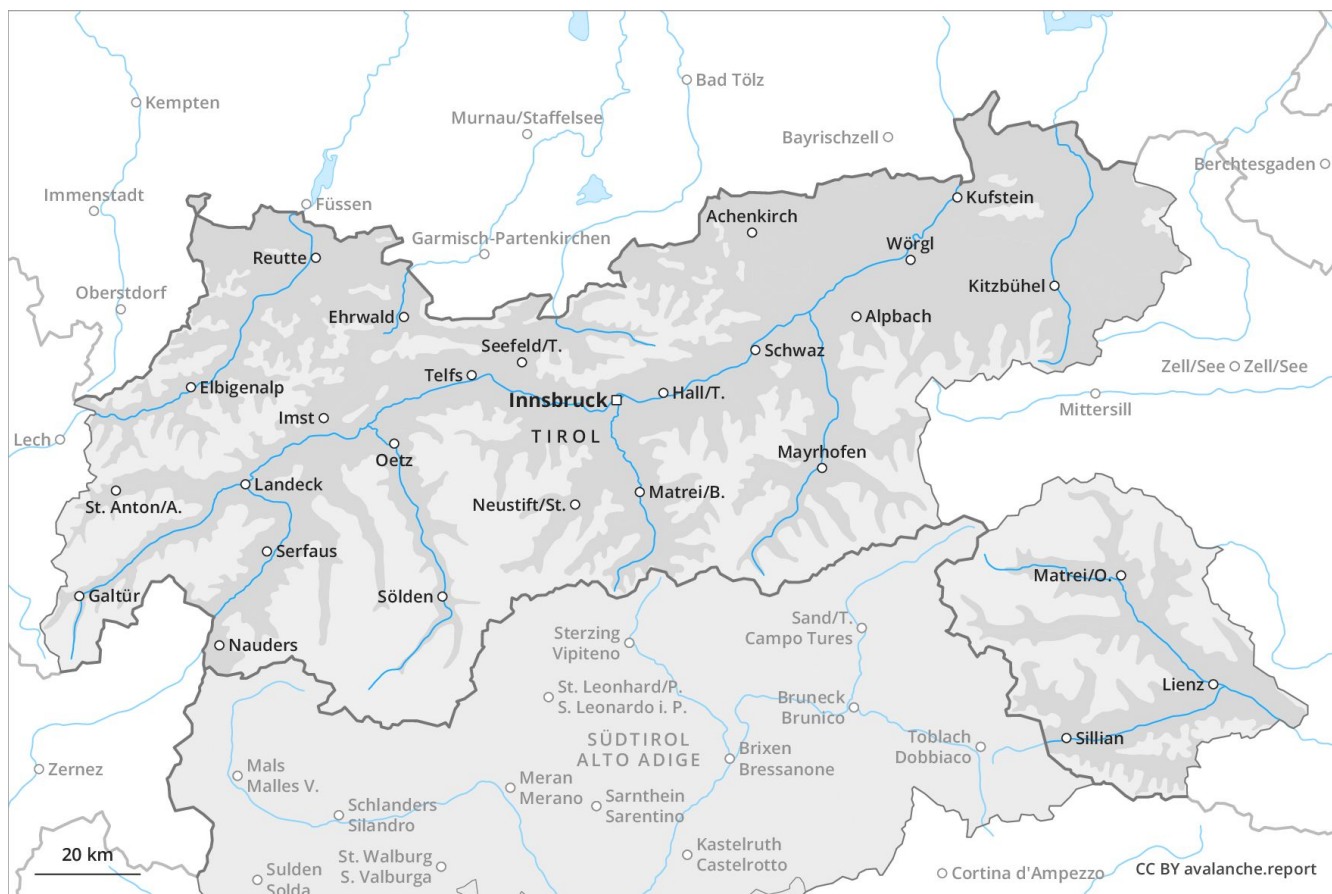 Bad Tölz
Kempten
Murnau/Staffelsee
Bayrischzell
Berchtesgaden
Immenstadt
Füssen
Kufstein
Achenkirch
Garmisch-Partenkirchen
Wörgl
Reutte
Kitzbühel
Oberstdorf
Ehrwald
Alpbach
Seefeld/T.
Schwaz
Zell/See
Zell/See
Telfs
Elbigenalp
Innsbruck
Hall/T.
Mittersill
Imst
TIROL
Lech
Oetz
Mayrhofen
Landeck
Matrei/B.
St. Anton/A.
Neustift/St.
Serfaus
Matrei/O.
Galtür
Sölden
Sand/T.
Campo Tures
Sterzing
Vipiteno
Nauders
Lienz
St. Leonhard/P.
S. Leonardo i. P.
Bruneck
Brunico
Sillian
SÜDTIROL
ALTO ADIGE
Toblach
Dobbiaco
Brixen
Bressanone
Zernez
Mals
Malles V.
Meran
Merano
Sarnthein
Sarentino
Schlanders
Silandro
Kastelruth
Castelrotto
20 km
St. Walburg
S. Valburga
Sulden
Solda
Cortina d'Ampezzo
CC BY avalanche.report